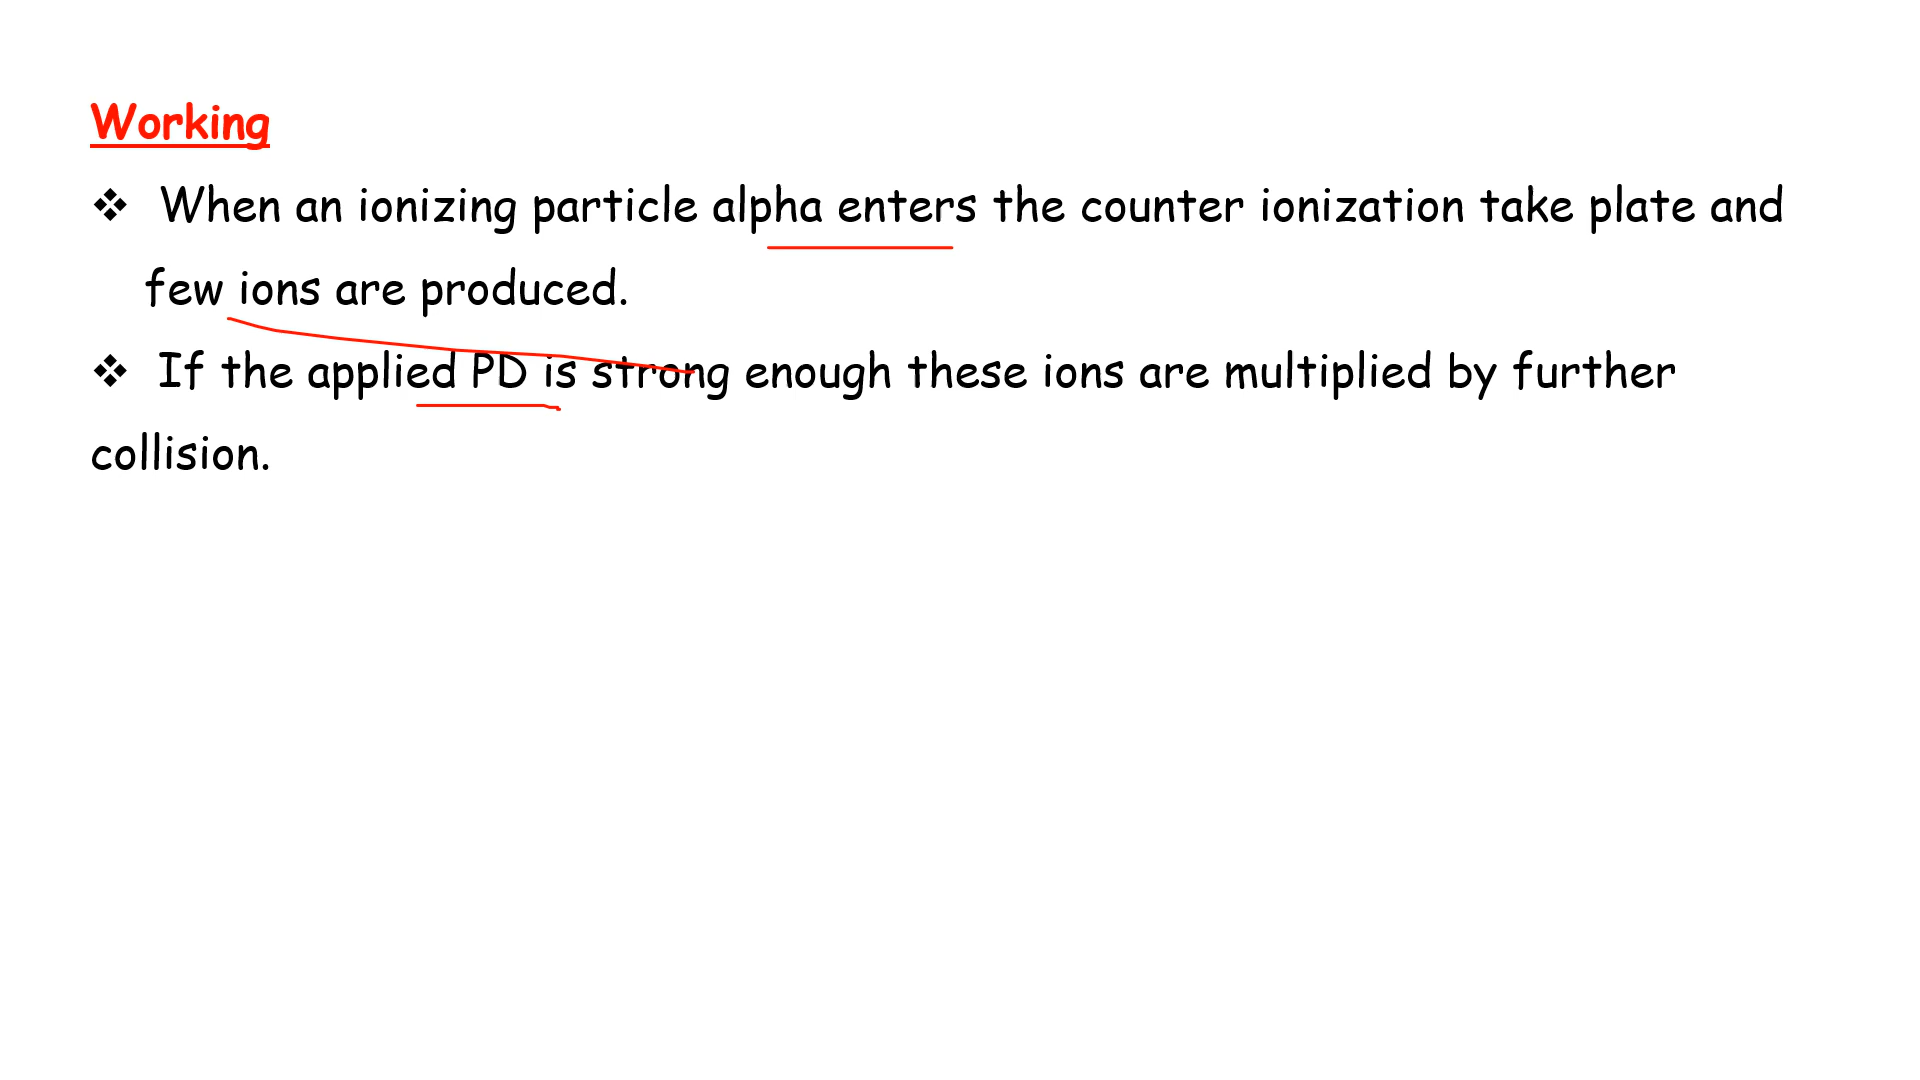 Working
❖ When an ionizing particle alpha enters the counter ionization take plate and
few ions are produced.
❖ If the applied PD is strong enough these ions are multiplied by further
collision.